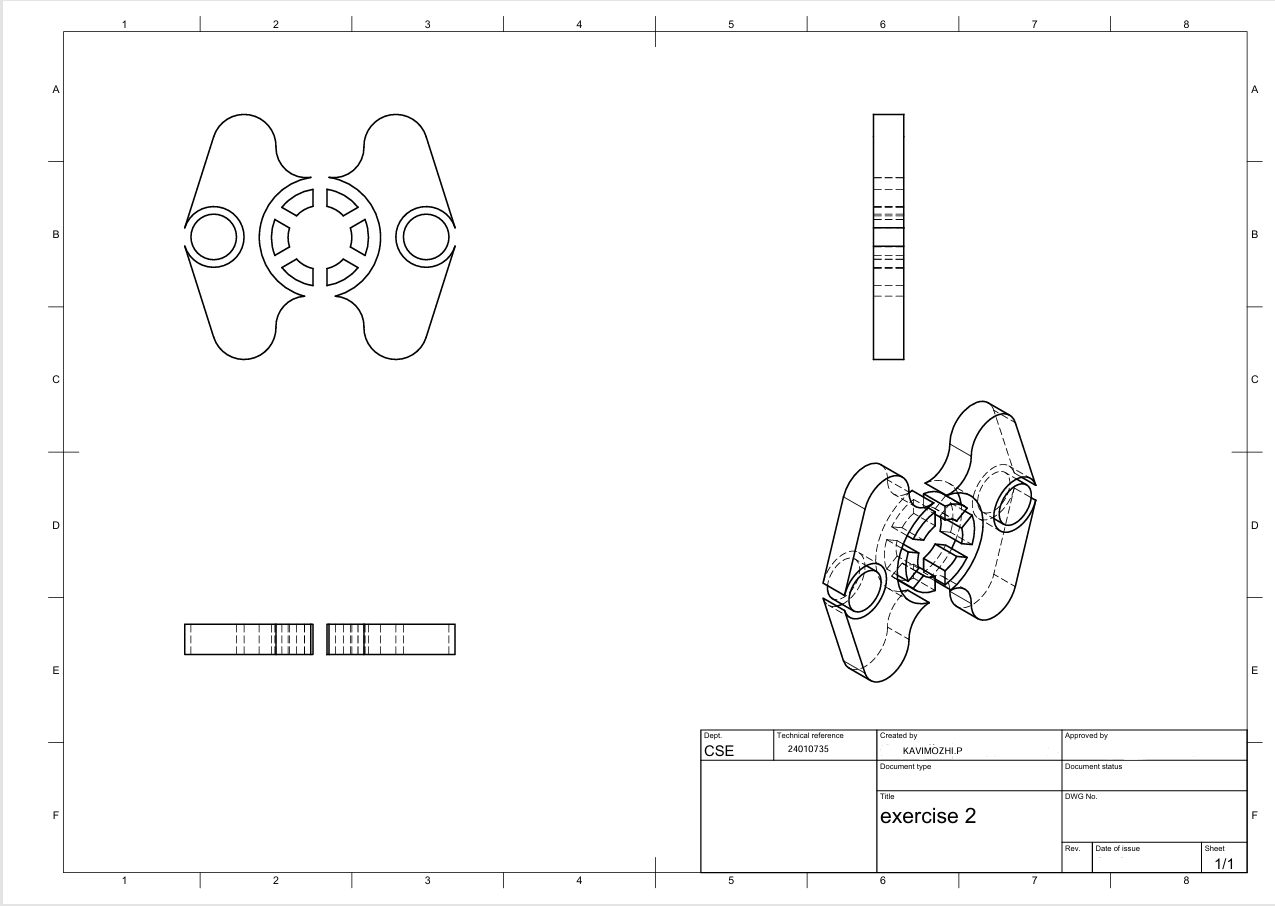 1 2 3 4 5 6 7 8
A A
B B
C C
D D
E E
F F
Dept. Technical reference Created by Approved by
CSE 24010735 KAVIMOZHI.P
Document type Document status
Title DWG No.
exercise 2
Rev. Date of issue Sheet
1/1
1 2 3 4 5 6 7 8